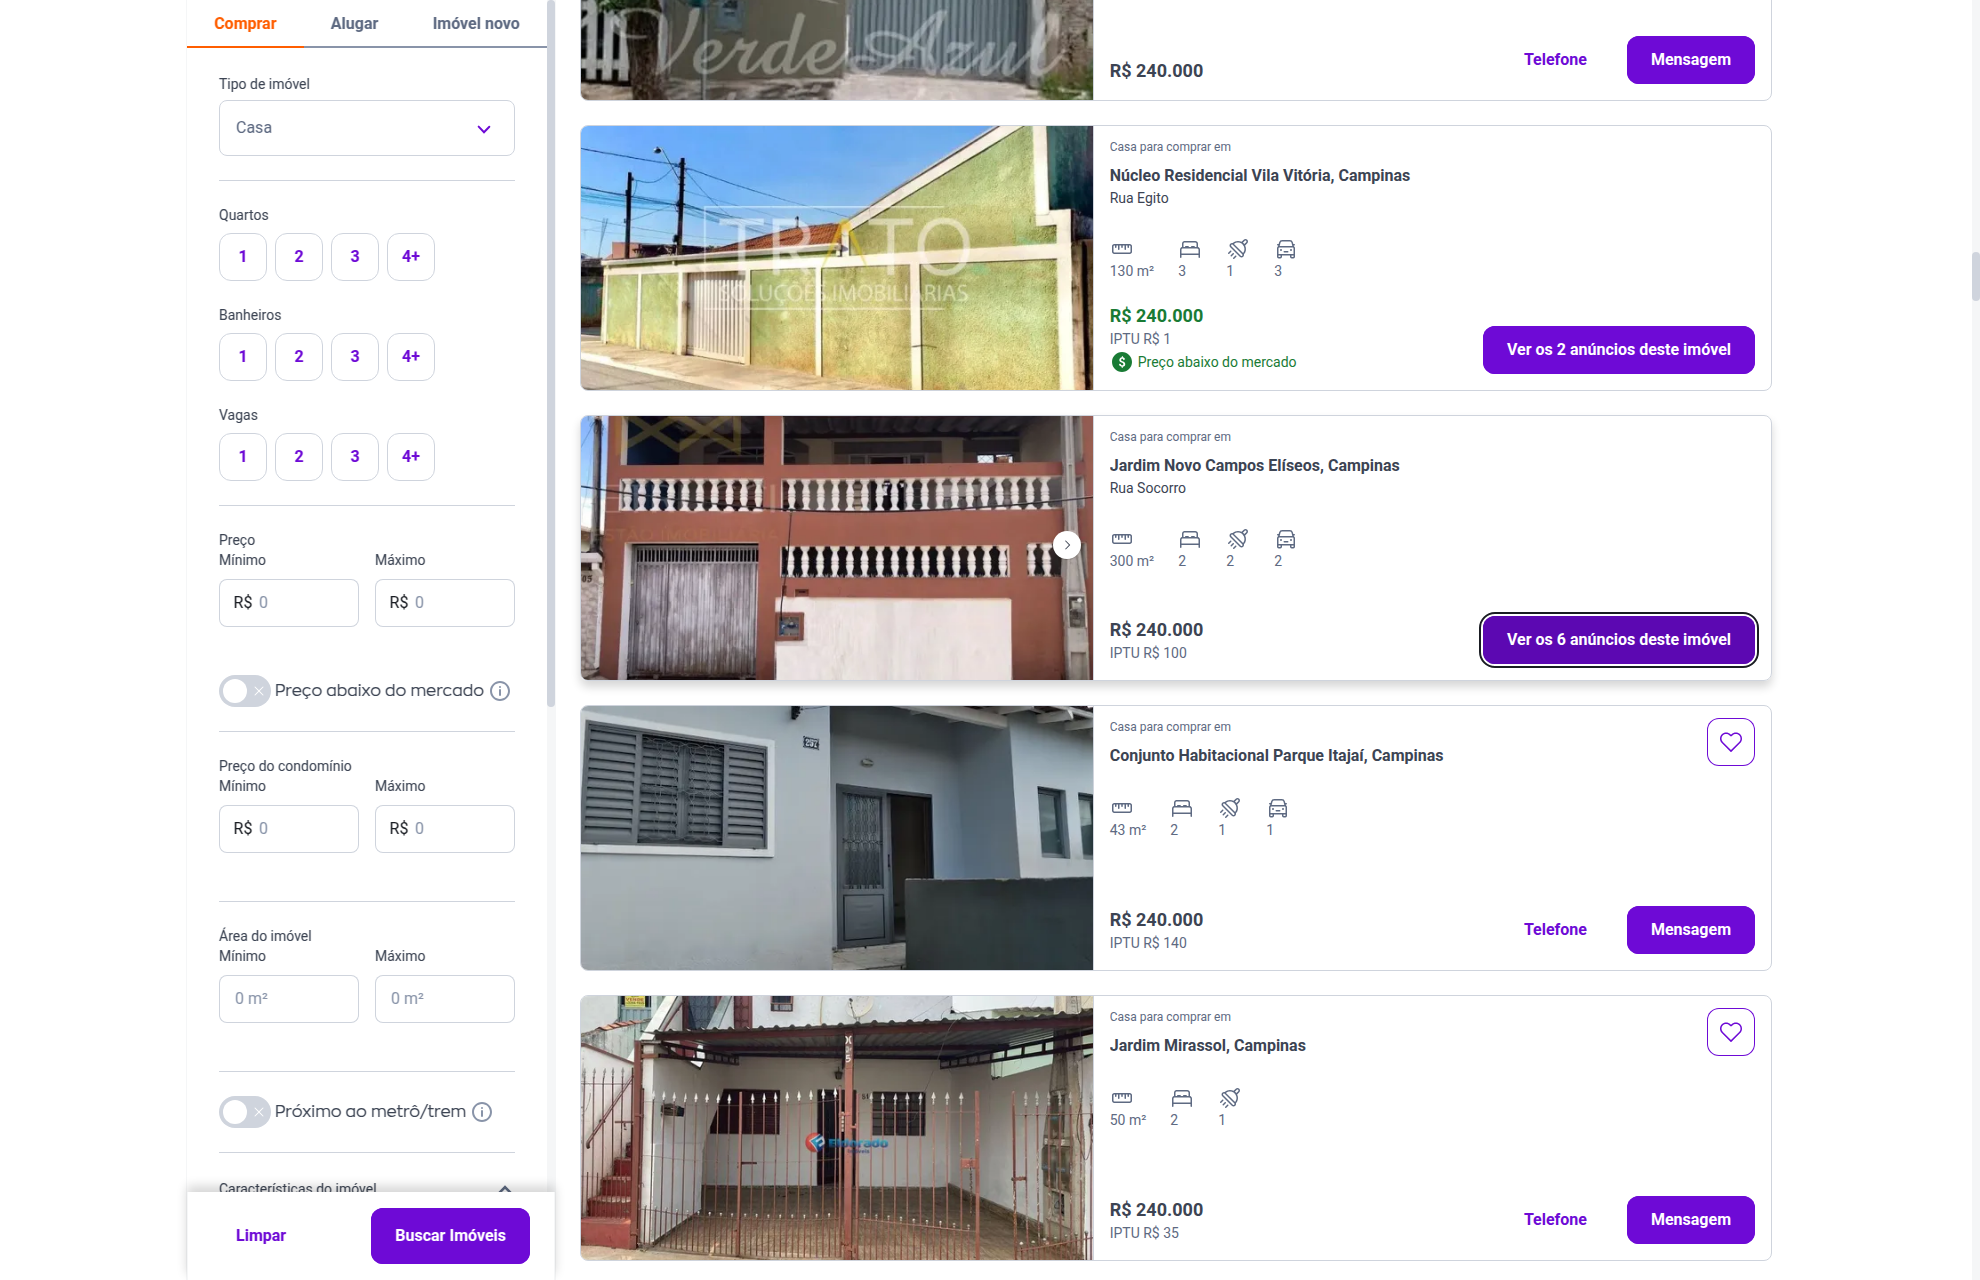 Comprar
Alugar
Imóvel novo
Tipo de imóvel
Casa
Quartos
1
2
3
4+
Banheiros
1
2
3
4+
Vagas
1
2
3
4+
Preço
Mínimo
Máximo
R$ 0
R$ 0
Preço abaixo do mercado
Preço do condomínio
Mínimo
Máximo
R$ 0
R$ 0
Área do imóvel
Mínimo
Máximo
0 m²
0 m²
Próximo ao metrô/trem
Características do imóvel
Limpar
Buscar Imóveis
Verde Azul
R$ 240.000
Telefone
Mensagem
TRATO
SOLUÇÕES IMOBILIÁRIAS
Casa para comprar em
Núcleo Residencial Vila Vitória, Campinas
Rua Egito
130 m²
3
1
3
R$ 240.000
IPTU R$ 1
$ Preço abaixo do mercado
Ver os 2 anúncios deste imóvel
Casa para comprar em
Jardim Novo Campos Elíseos, Campinas
Rua Socorro
300 m²
2
2
2
R$ 240.000
IPTU R$ 100
Ver os 6 anúncios deste imóvel
Casa para comprar em
Conjunto Habitacional Parque Itajaí, Campinas
43 m²
2
1
1
R$ 240.000
IPTU R$ 140
Telefone
Mensagem
Eldorado
Casa para comprar em
Jardim Mirassol, Campinas
50 m²
2
1
R$ 240.000
IPTU R$ 35
Telefone
Mensagem